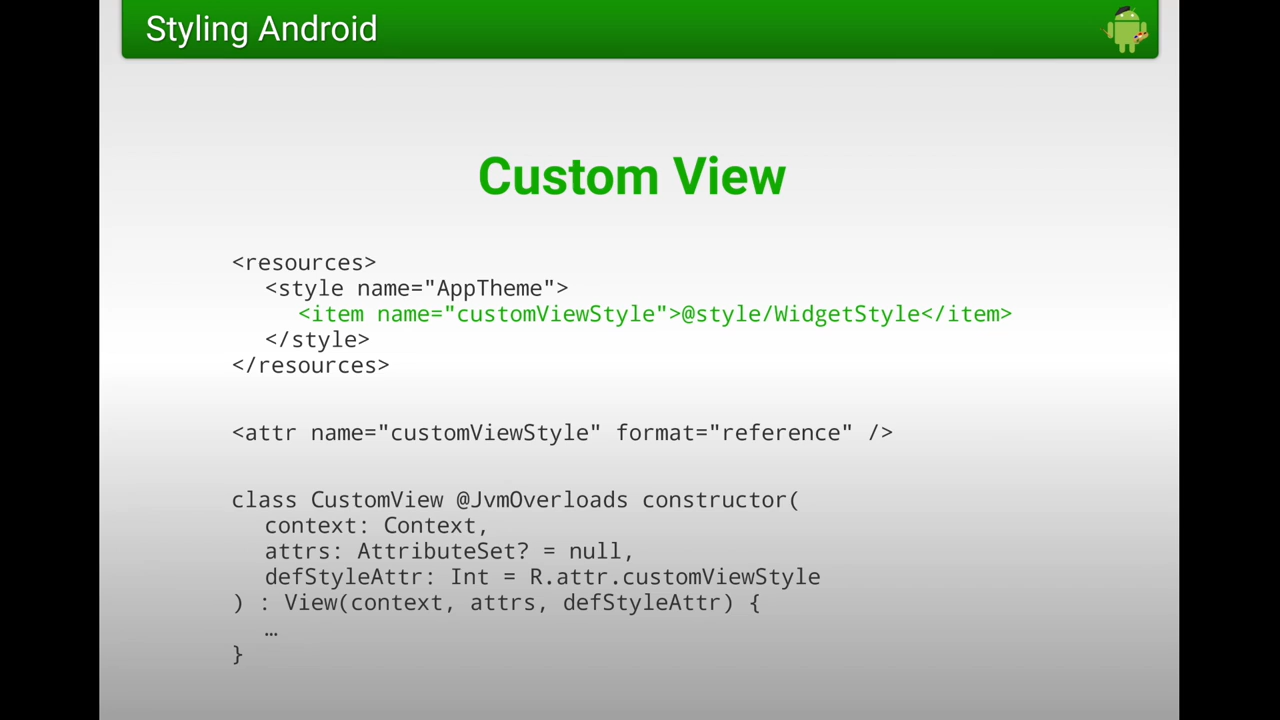 Styling Android
Custom View
<resources>
<style name="AppTheme">
<item name="customViewStyle">@style/WidgetStyle</item>
</style>
</resources>
<attr name="customViewStyle" format="reference" />
class CustomView @JvmOverloads constructor(
context: Context,
attrs: AttributeSet? = null,
defStyleAttr: Int = R.attr.customViewStyle
) : View(context, attrs, defStyleAttr) {
…
}